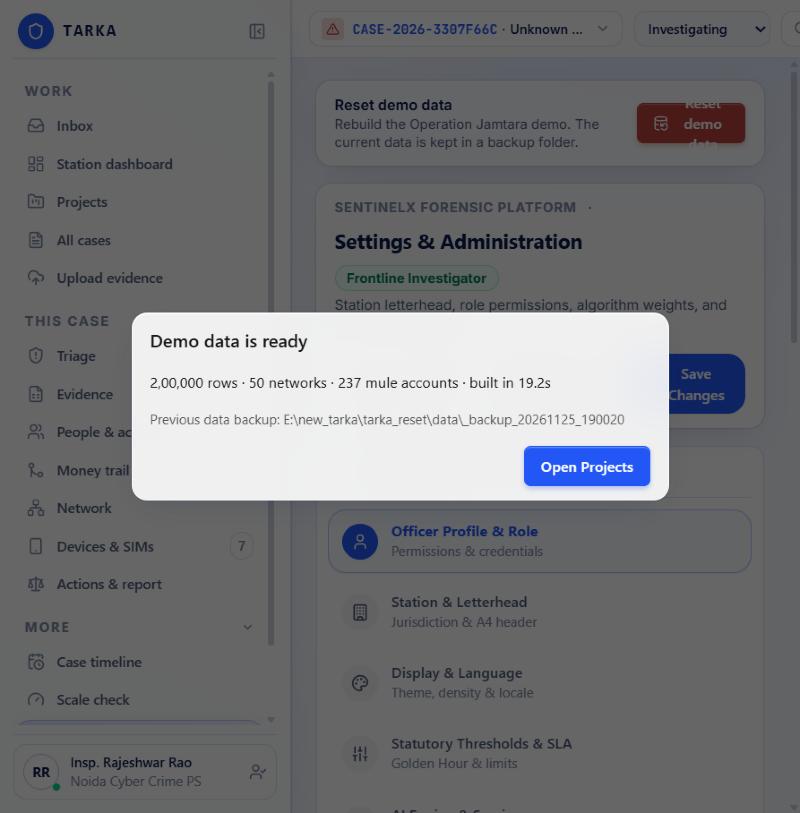 TARKA
WORK
Inbox
Station dashboard
Projects
All cases
Upload evidence
THIS CASE
Triage
Evidence
People & ac
Money trail
Network
Devices & SIMs 7
Actions & report
MORE
Case timeline
Scale check
RR
Insp. Rajeshwar Rao
Noida Cyber Crime PS
CASE-2026-3307F66C · Unknown ...
Investigating
Reset demo data
Rebuild the Operation Jamtara demo. The
current data is kept in a backup folder.
Reset
demo
data
SENTINELX FORENSIC PLATFORM ·
Settings & Administration
Frontline Investigator
Station letterhead, role permissions, algorithm weights, and
Save
Changes
Demo data is ready
2,00,000 rows · 50 networks · 237 mule accounts · built in 19.2s
Previous data backup: E:\new_tarka\tarka_reset\data\_backup_20261125_190020
Open Projects
Officer Profile & Role
Permissions & credentials
Station & Letterhead
Jurisdiction & A4 header
Display & Language
Theme, density & locale
Statutory Thresholds & SLA
Golden Hour & limits